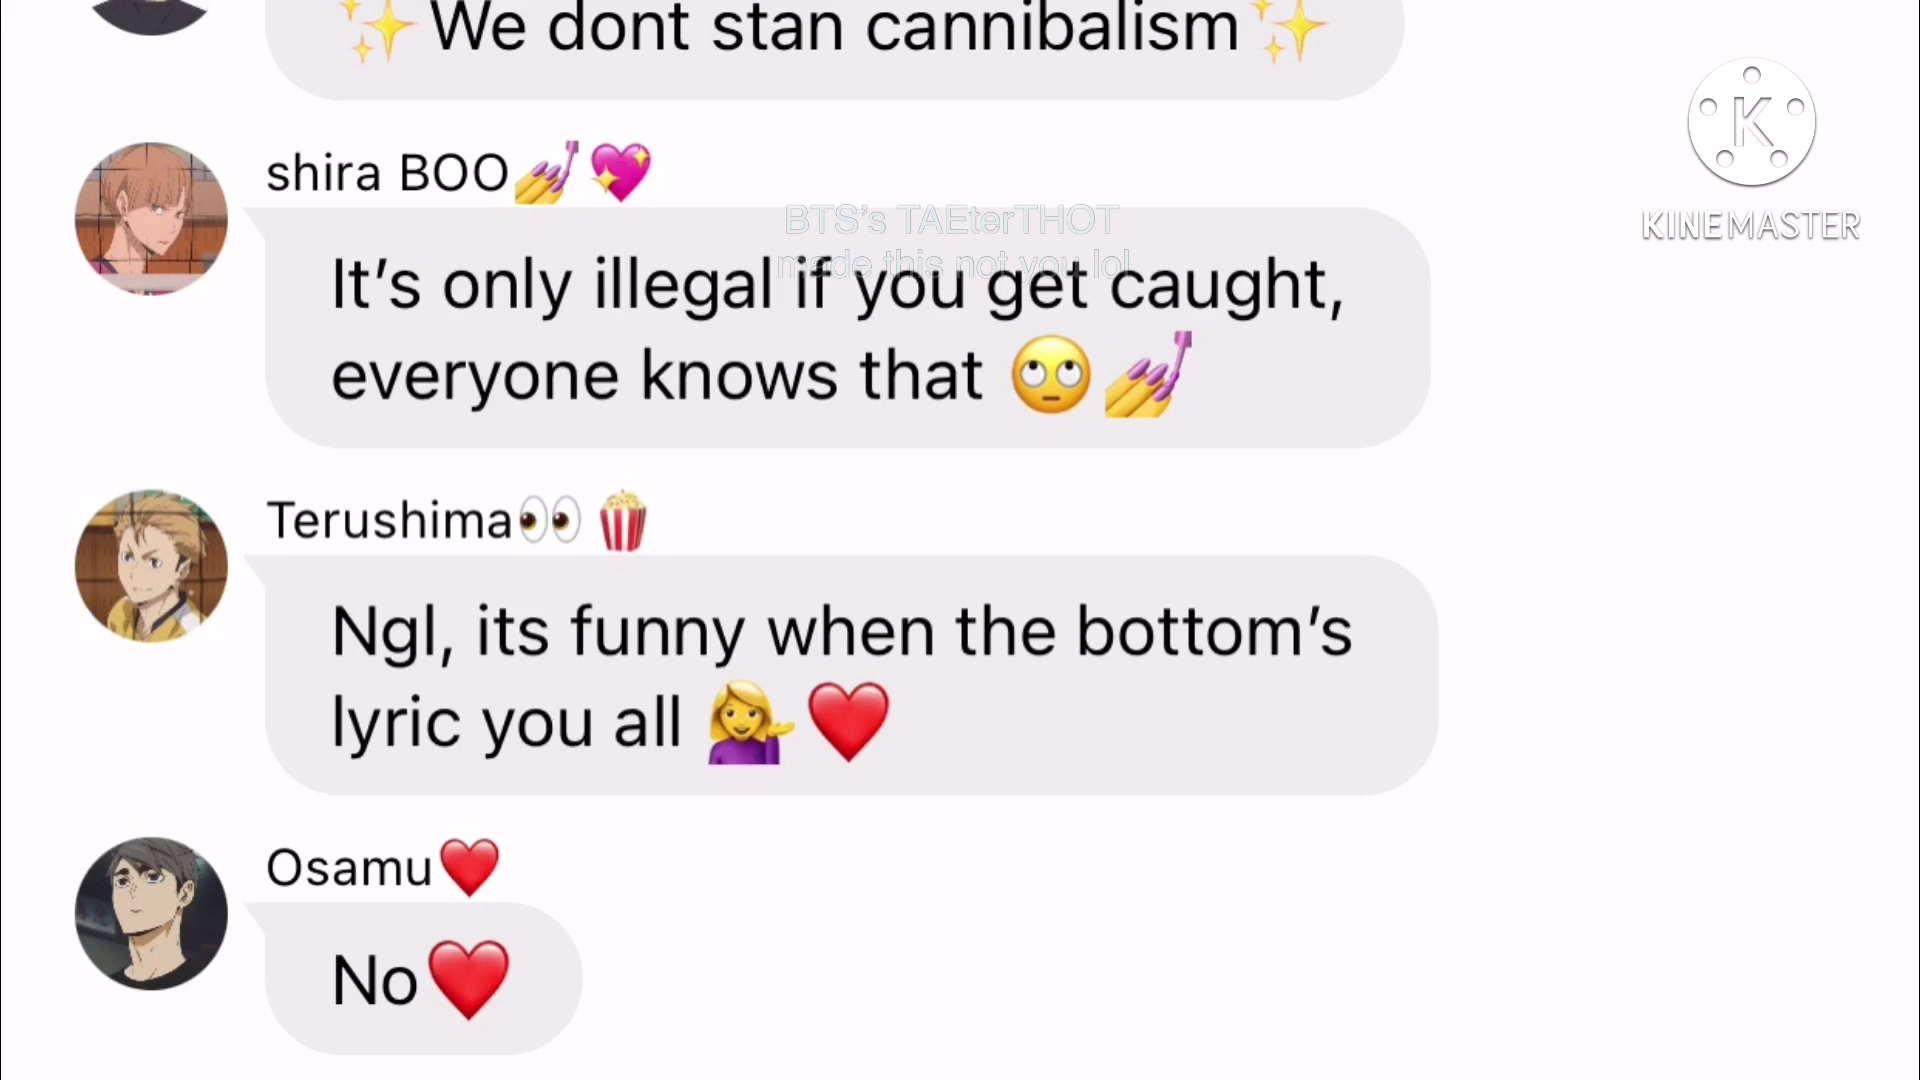 ✨We dont stan cannibalism✨
shira BOO💅💖
BTS's TAEterTHOT
made this not you lol
It's only illegal if you get caught,
everyone knows that 🙄💅
Terushima👀🍿
Ngl, its funny when the bottom's
lyric you all 💁‍♀️❤️
Osamu❤️
No❤️
K
KINEMASTER